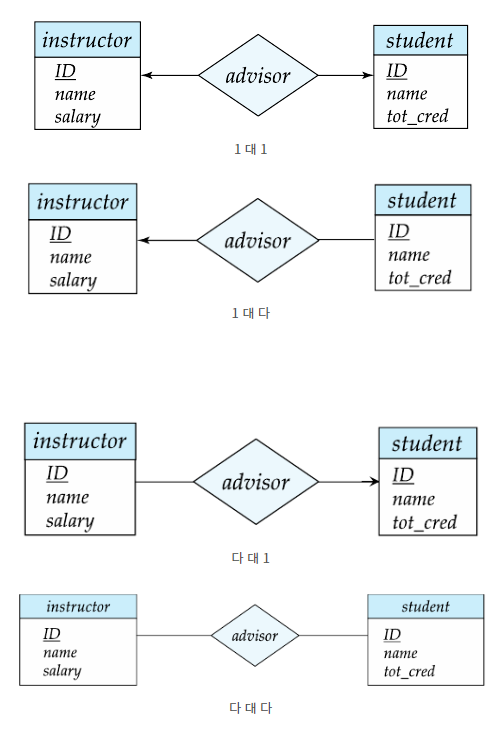 instructor
ID
name
salary
advisor
student
ID
name
tot_cred
1 대 1
instructor
ID
name
salary
advisor
student
ID
name
tot_cred
1 대 다
instructor
ID
name
salary
advisor
student
ID
name
tot_cred
다 대 1
instructor
ID
name
salary
advisor
student
ID
name
tot_cred
다 대 다